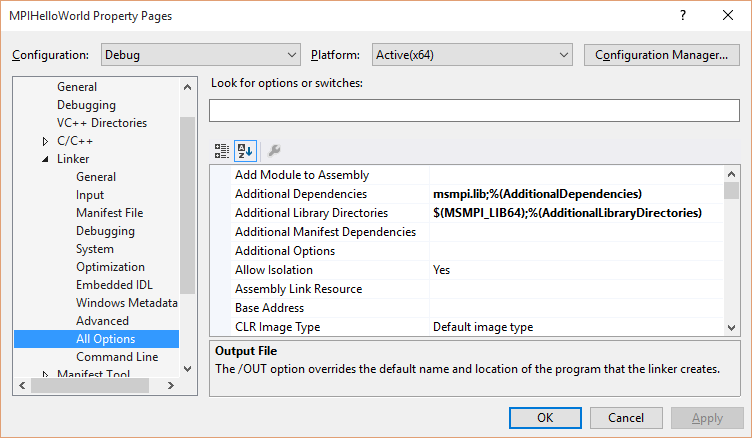 MPIHelloWorld Property Pages
? ×
Configuration: Debug Platform: Active(x64) Configuration Manager...
General
Debugging
VC++ Directories
C/C++
Linker
General
Input
Manifest File
Debugging
System
Optimization
Embedded IDL
Windows Metadata
Advanced
All Options
Command Line
Manifest Tool
Look for options or switches:
Add Module to Assembly
Additional Dependencies msmpi.lib;%(AdditionalDependencies)
Additional Library Directories $(MSMPI_LIB64);%(AdditionalLibraryDirectories)
Additional Manifest Dependencies
Additional Options
Allow Isolation Yes
Assembly Link Resource
Base Address
CLR Image Type Default image type
Output File
The /OUT option overrides the default name and location of the program that the linker creates.
OK Cancel Apply